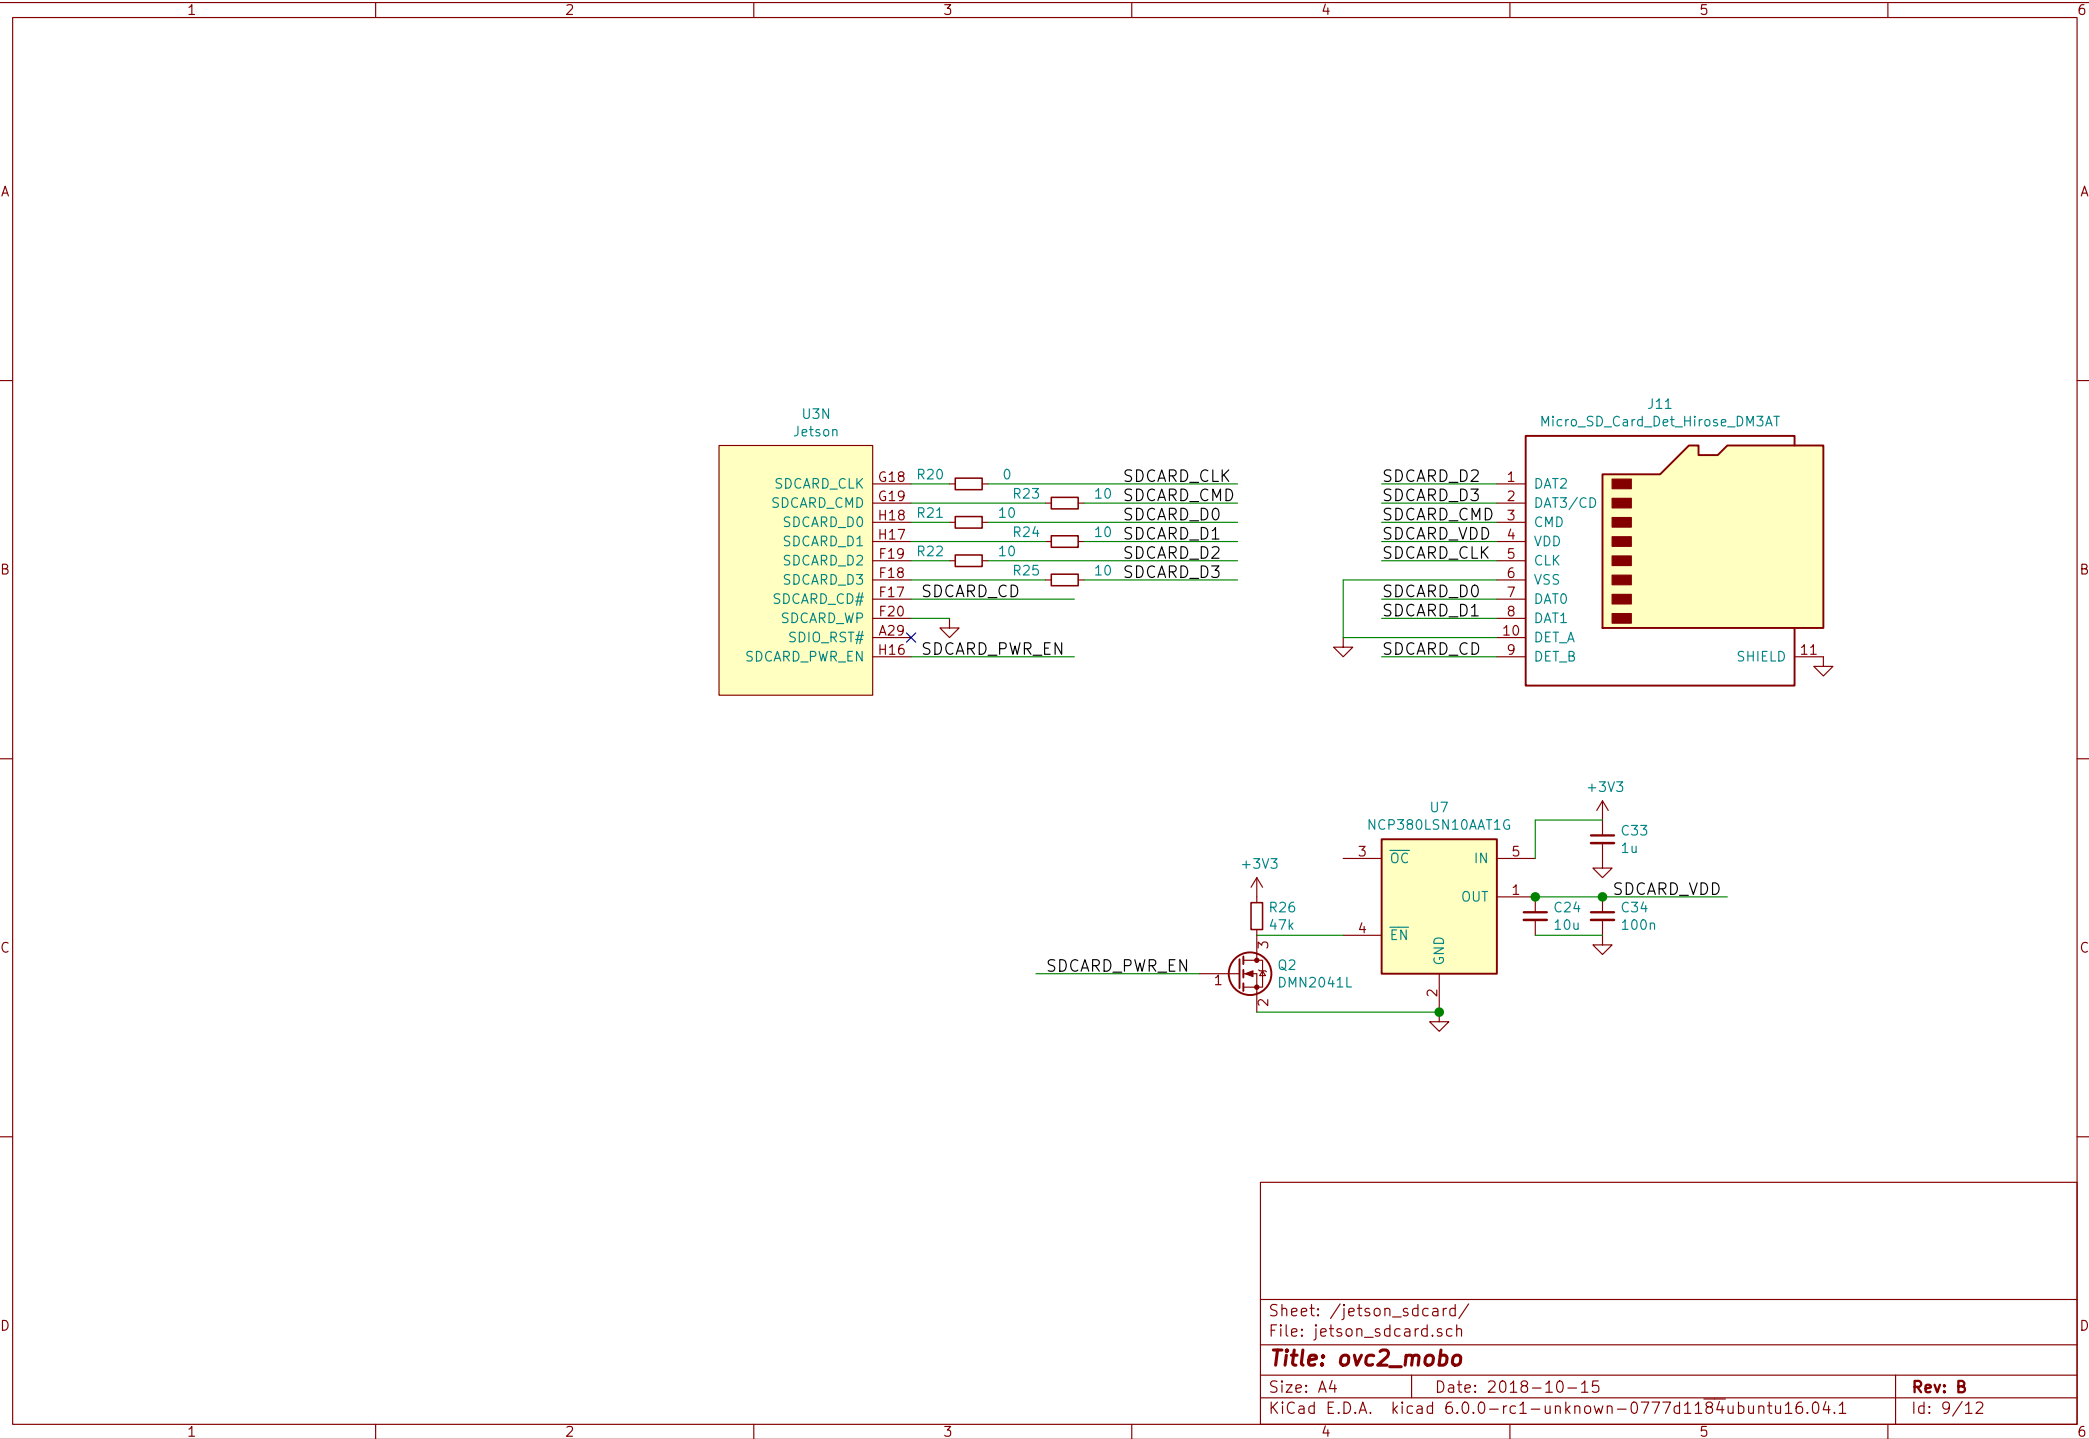 1 2 3 4 5 6
A A
B B
C C
D D
U3N
Jetson
SDCARD_CLK G18 R20 0 SDCARD_CLK
SDCARD_CMD G19 R23 10 SDCARD_CMD
SDCARD_D0 H18 R21 10 SDCARD_D0
SDCARD_D1 H17 R24 10 SDCARD_D1
SDCARD_D2 F19 R22 10 SDCARD_D2
SDCARD_D3 F18 R25 10 SDCARD_D3
SDCARD_CD# F17 SDCARD_CD
SDCARD_WP F20
SDIO_RST# A29
SDCARD_PWR_EN H16 SDCARD_PWR_EN
J11
Micro_SD_Card_Det_Hirose_DM3AT
SDCARD_D2 1 DAT2
SDCARD_D3 2 DAT3/CD
SDCARD_CMD 3 CMD
SDCARD_VDD 4 VDD
SDCARD_CLK 5 CLK
6 VSS
SDCARD_D0 7 DAT0
SDCARD_D1 8 DAT1
10 DET_A
SDCARD_CD 9 DET_B
SHIELD 11
U7
NCP380LSN10AAT1G
3 OC
IN 5
OUT 1
4 EN
GND
2
+3V3
C33
1u
SDCARD_VDD
C24
10u
C34
100n
+3V3
R26
47k
3
SDCARD_PWR_EN
1
Q2
DMN2041L
2
Sheet: /jetson_sdcard/
File: jetson_sdcard.sch
Title: ovc2_mobo
Size: A4 Date: 2018-10-15 Rev: B
KiCad E.D.A. kicad 6.0.0-rc1-unknown-0777d1184ubuntu16.04.1 Id: 9/12
1 2 3 4 5 6